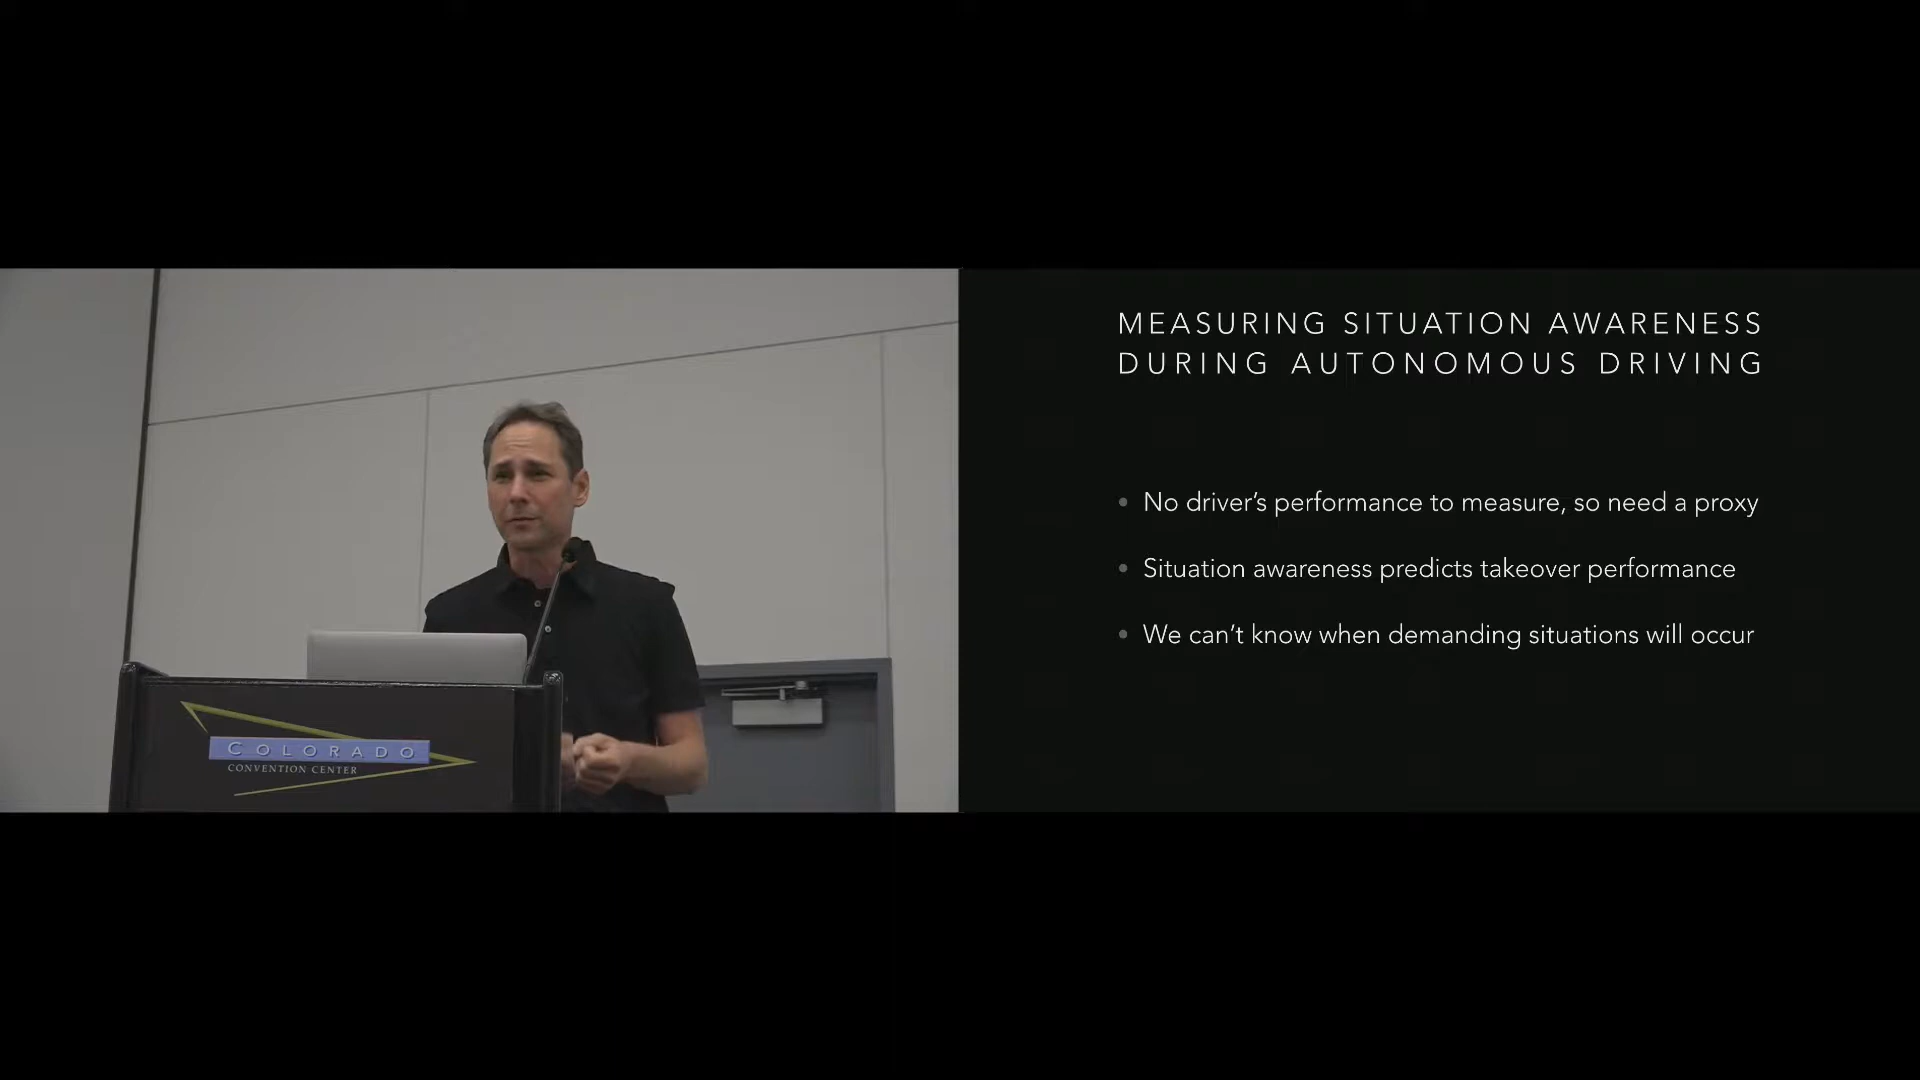 MEASURING SITUATION AWARENESS
DURING AUTONOMOUS DRIVING
• No driver's performance to measure, so need a proxy
• Situation awareness predicts takeover performance
• We can't know when demanding situations will occur
COLORADO
CONVENTION CENTER